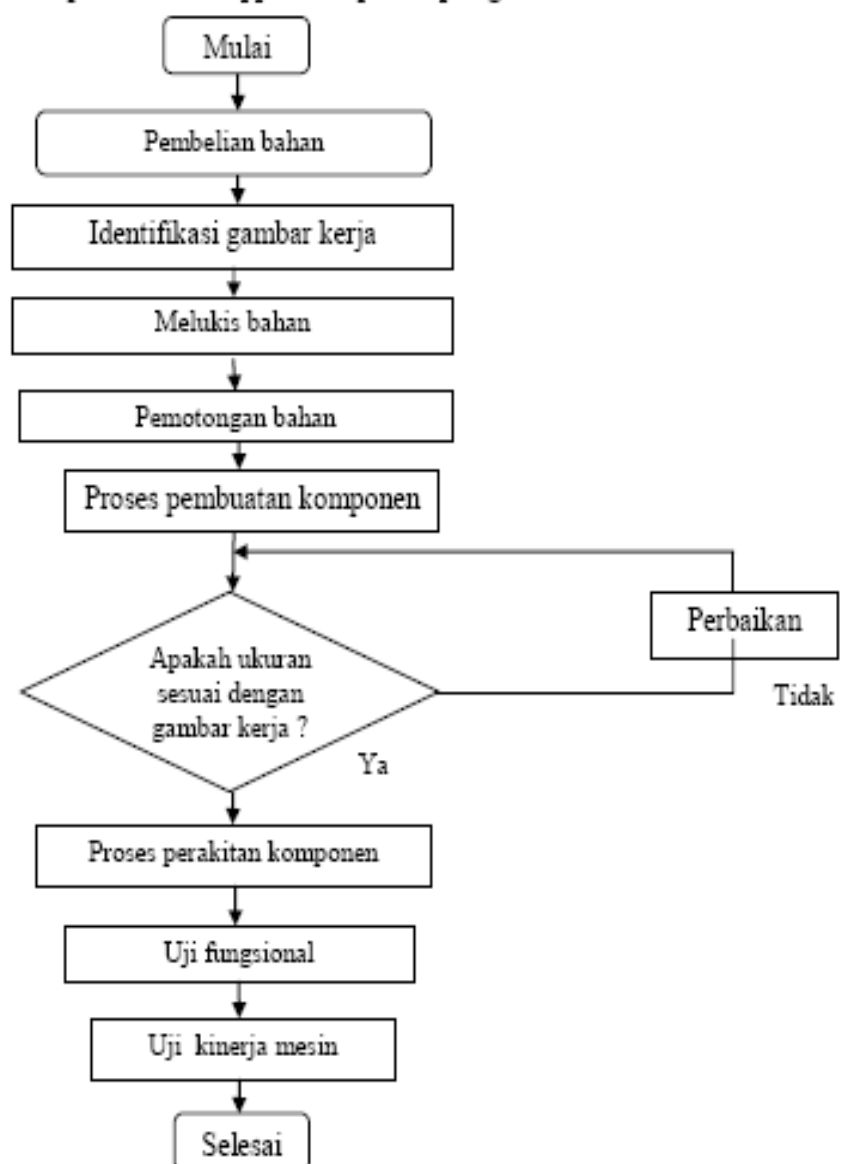 Mulai
Pembelian bahan
Identifikasi gambar kerja
Melukis bahan
Pemotongan bahan
Proses pembuatan komponen
Perbaikan
Apakah ukuran
sesuai dengan
gambar kerja ?
Tidak
Ya
Proses perakitan komponen
Uji fungsional
Uji kinerja mesin
Selesai